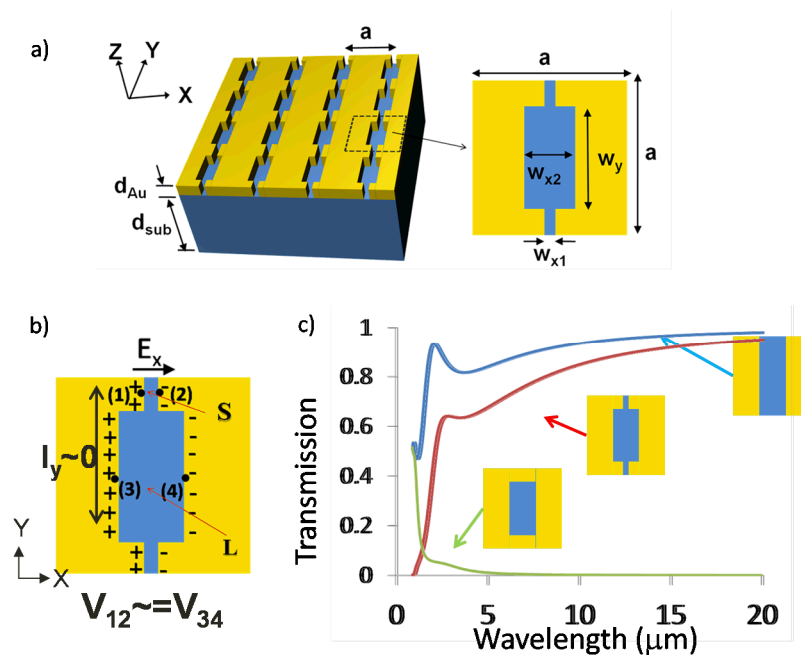 a)
Z
Y
X
a
d_Au
d_sub
a
a
w_x2
w_y
w_x1
b)
E_x
(1)
(2)
+
-
S
I_y~0
(3)
(4)
L
Y
X
V_12~=V_34
c)
Transmission
1
0.8
0.6
0.4
0.2
0
0
5
10
15
20
Wavelength (μm)